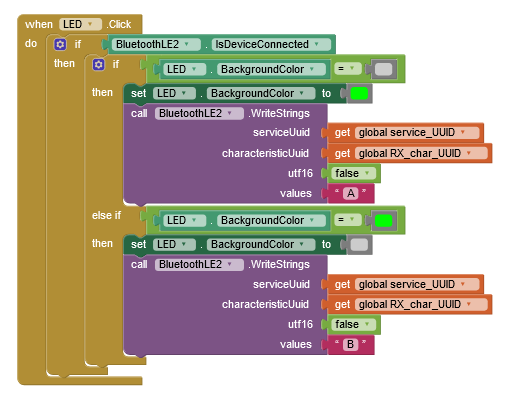 when LED .Click
do if BluetoothLE2 . IsDeviceConnected
then if LED . BackgroundColor =
then set LED . BackgroundColor to
call BluetoothLE2 .WriteStrings
serviceUuid get global service_UUID
characteristicUuid get global RX_char_UUID
utf16 false
values “ A ”
else if LED . BackgroundColor =
then set LED . BackgroundColor to
call BluetoothLE2 .WriteStrings
serviceUuid get global service_UUID
characteristicUuid get global RX_char_UUID
utf16 false
values “ B ”